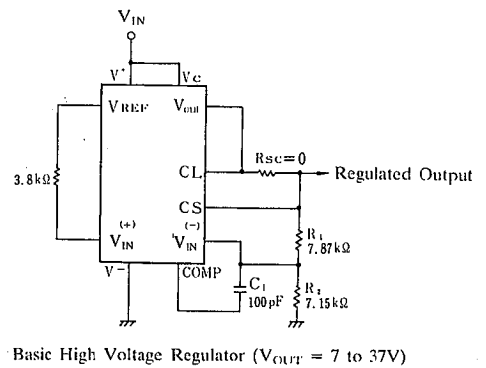 VIN
V+ Vc
VREF Vout
3.8kΩ
CL Rsc=0 Regulated Output
CS
(+) (−)
VIN VIN R1
7.87kΩ
V− COMP C1 R2
100pF 7.15kΩ
Basic High Voltage Regulator (VOUT = 7 to 37V)